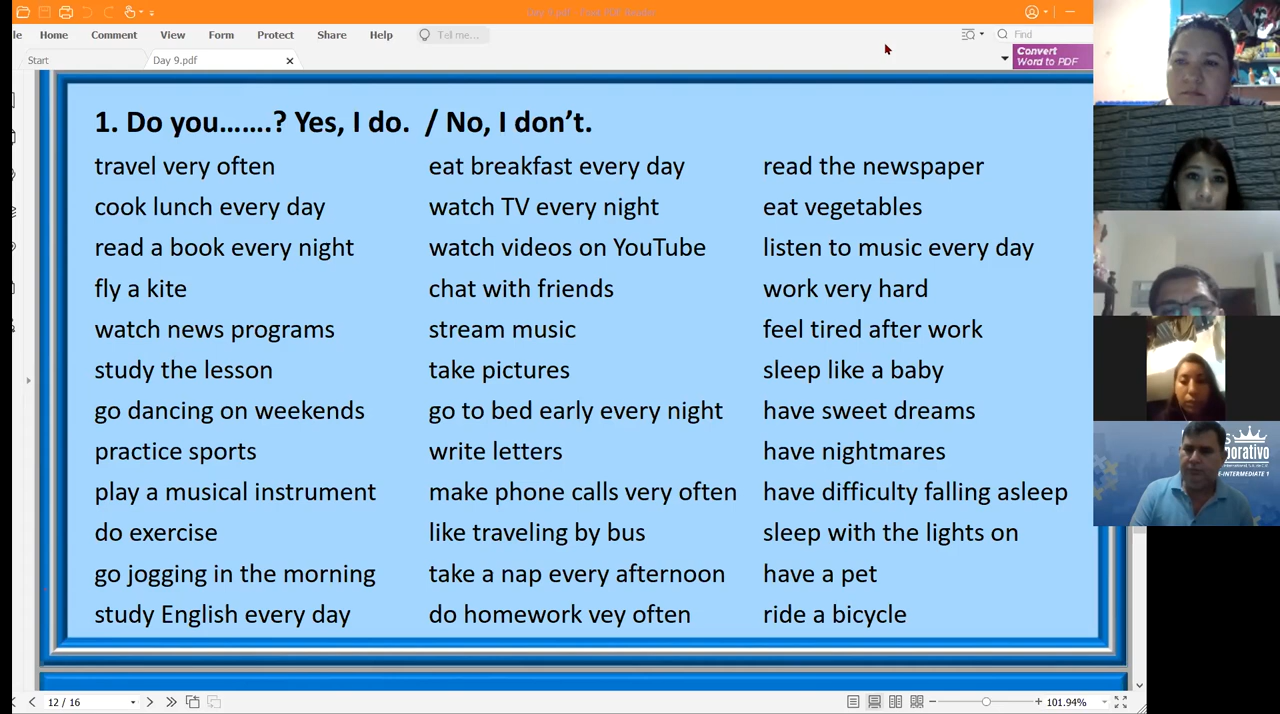 Day 9.pdf - Foxit PDF Reader
Home Comment View Form Protect Share Help Tell me... Find
Start Day 9.pdf Convert
Word to PDF
1. Do you.......? Yes, I do. / No, I don't.
travel very often eat breakfast every day read the newspaper
cook lunch every day watch TV every night eat vegetables
read a book every night watch videos on YouTube listen to music every day
fly a kite chat with friends work very hard
watch news programs stream music feel tired after work
study the lesson take pictures sleep like a baby
go dancing on weekends go to bed early every night have sweet dreams
practice sports write letters have nightmares
play a musical instrument make phone calls very often have difficulty falling asleep
do exercise like traveling by bus sleep with the lights on
go jogging in the morning take a nap every afternoon have a pet
study English every day do homework vey often ride a bicycle
12 / 16 101.94%